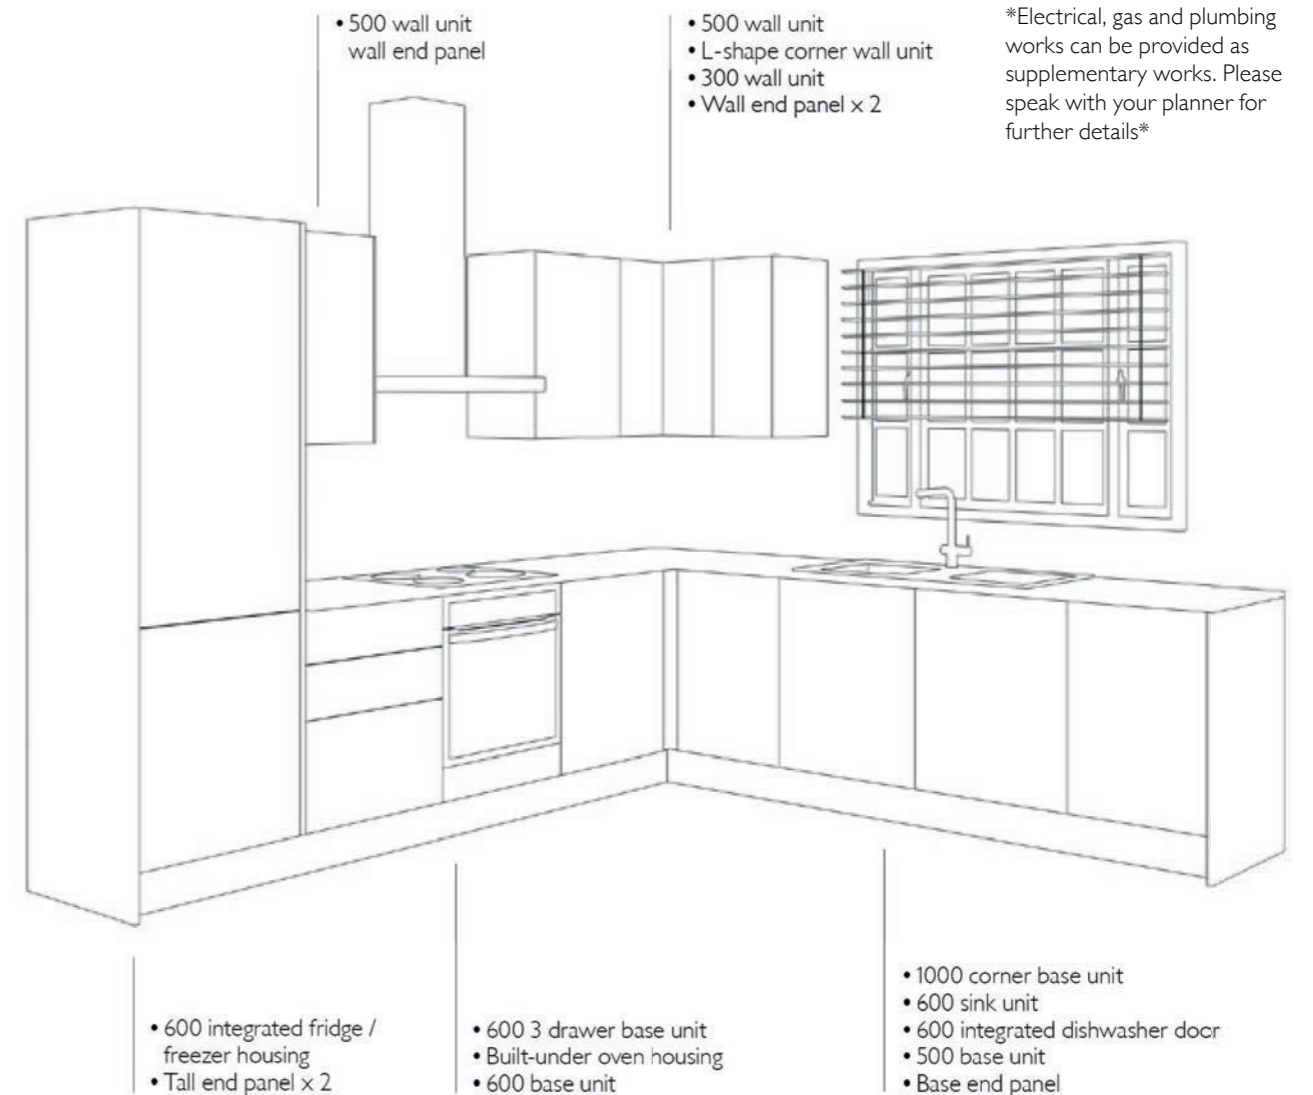 • 500 wall unit
wall end panel
• 500 wall unit
• L-shape corner wall unit
• 300 wall unit
• Wall end panel x 2
*Electrical, gas and plumbing
works can be provided as
supplementary works. Please
speak with your planner for
further details*
• 600 integrated fridge /
freezer housing
• Tall end panel x 2
• 600 3 drawer base unit
• Built-under oven housing
• 600 base unit
• 1000 corner base unit
• 600 sink unit
• 600 integrated dishwasher door
• 500 base unit
• Base end panel